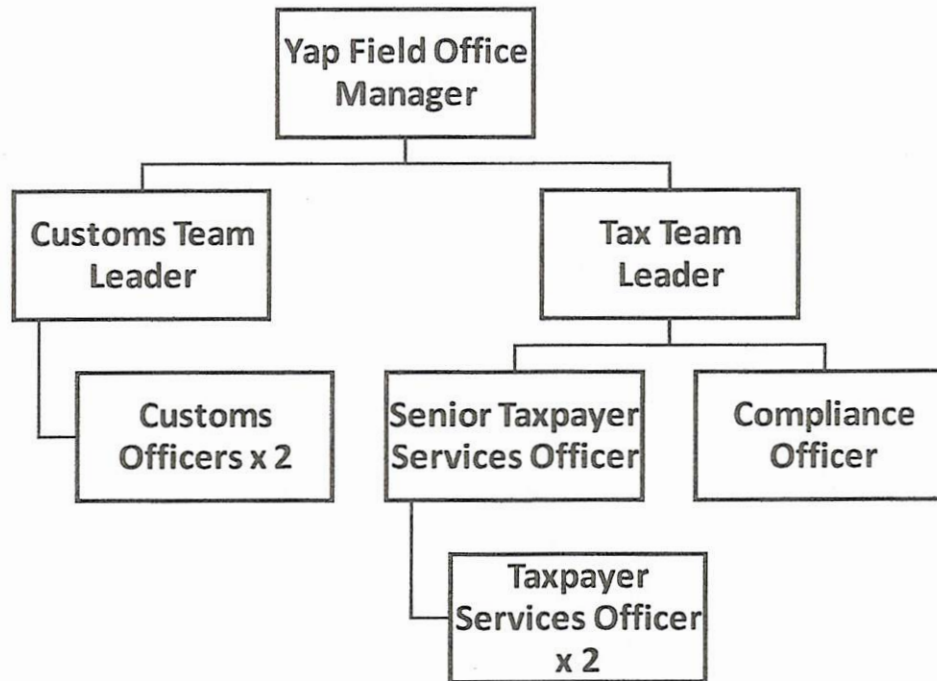 Yap Field Office
Manager
Customs Team
Leader
Tax Team
Leader
Customs
Officers x 2
Senior Taxpayer
Services Officer
Compliance
Officer
Taxpayer
Services Officer
x 2